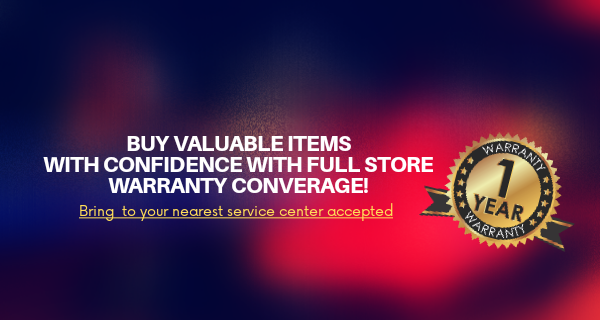 BUY VALUABLE ITEMS
WITH CONFIDENCE WITH FULL STORE
WARRANTY CONVERAGE!
Bring  to your nearest service center accepted
WARRANTY
1
YEAR
WARRANTY